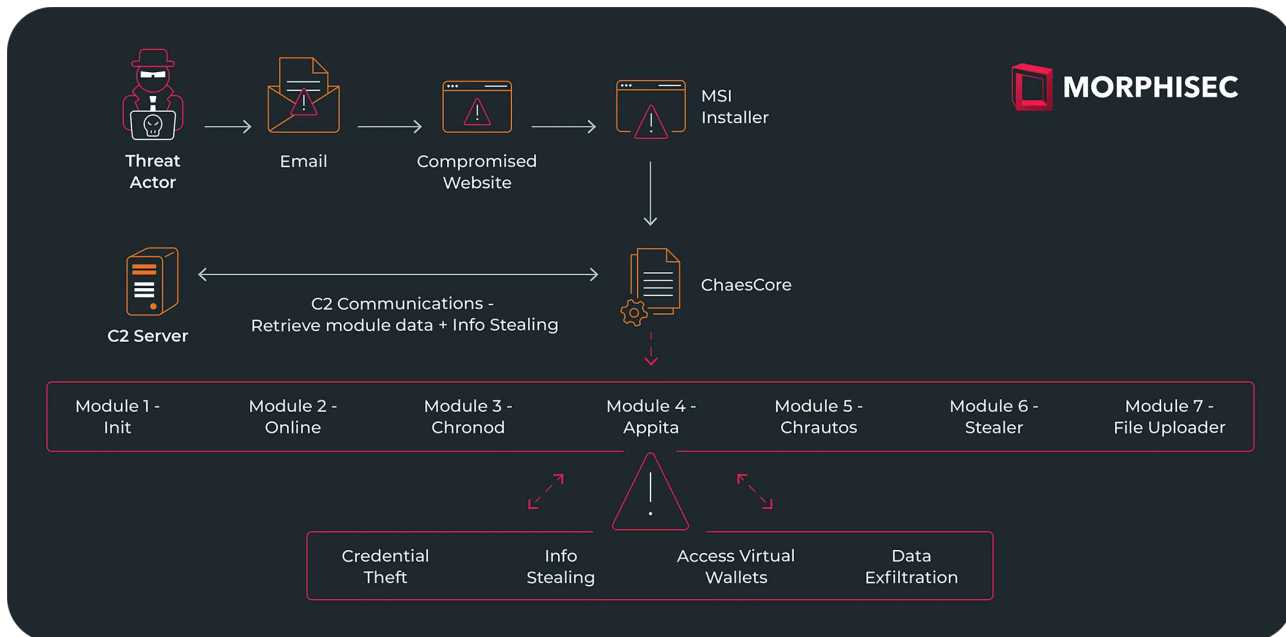 MORPHISEC
Threat
Actor
Email
Compromised
Website
MSI
Installer
C2 Server
C2 Communications -
Retrieve module data + Info Stealing
ChaesCore
Module 1 -
Init
Module 2 -
Online
Module 3 -
Chronod
Module 4 -
Appita
Module 5 -
Chrautos
Module 6 -
Stealer
Module 7 -
File Uploader
Credential
Theft
Info
Stealing
Access Virtual
Wallets
Data
Exfiltration